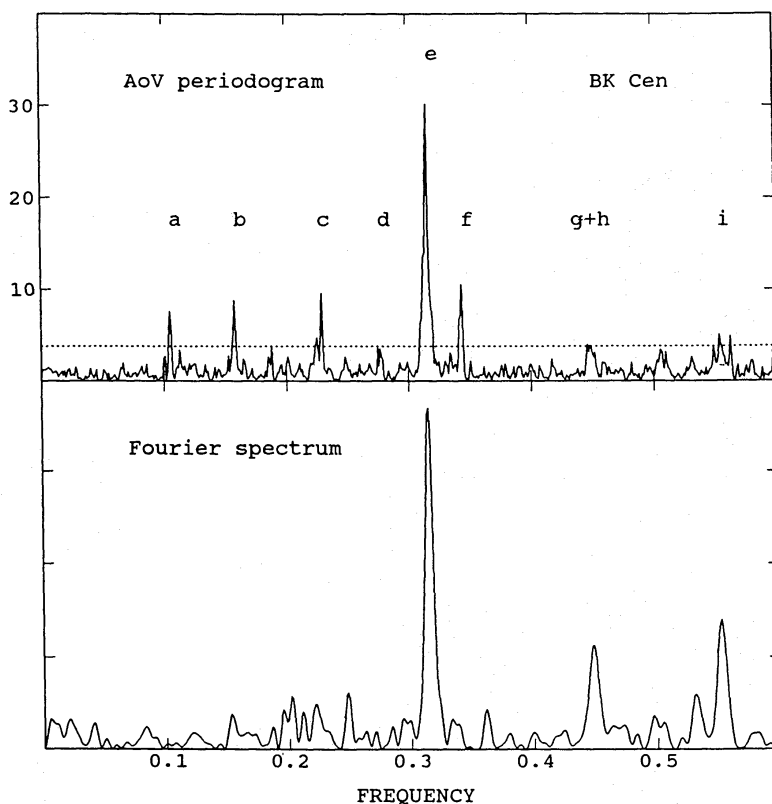 e
AoV periodogram BK Cen
30
20
a b c d f g+h i
10
Fourier spectrum
0.1 0.2 0.3 0.4 0.5
FREQUENCY